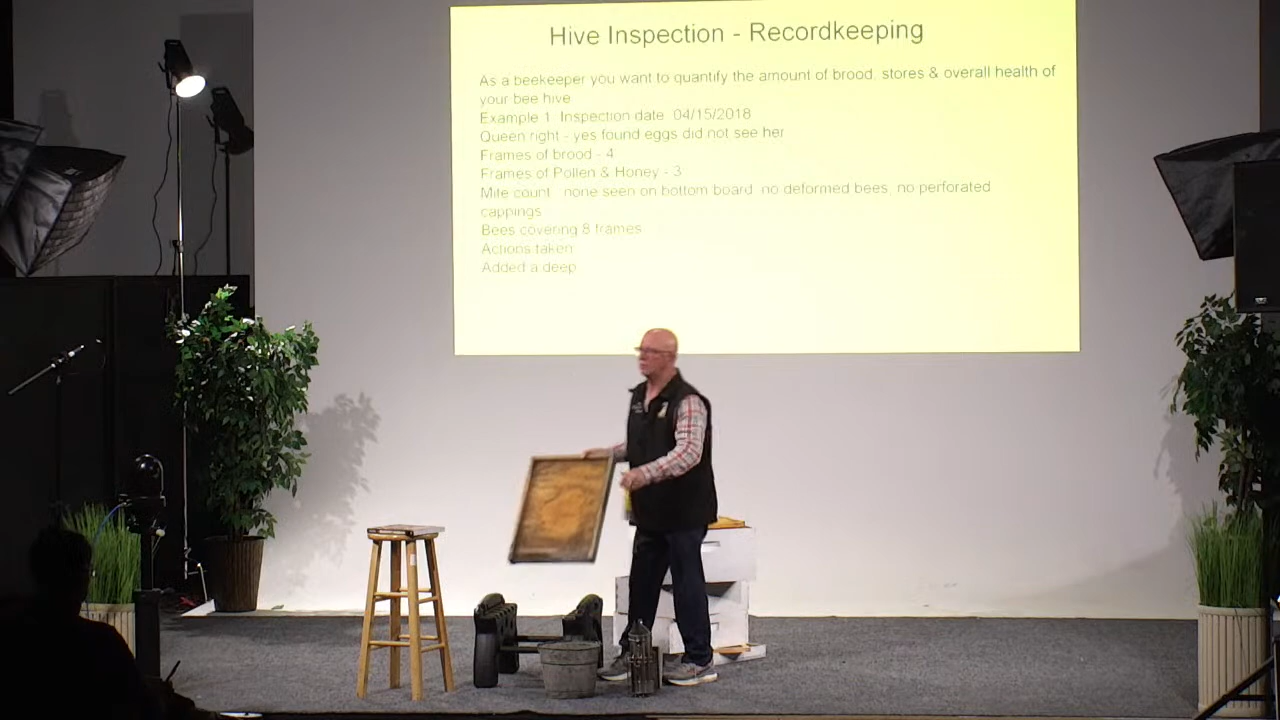 Hive Inspection - Recordkeeping
As a beekeeper you want to quantify the amount of brood. stores & overall health of
your bee hive
Example 1 Inspection date 04/15/2018
Queen right - yes found eggs did not see her
Frames of brood - 4
Frames of Pollen & Honey - 3
Mite count none seen on bottom board no deformed bees, no perforated
cappings
Bees covering 8 frames
Actions taken
Added a deep